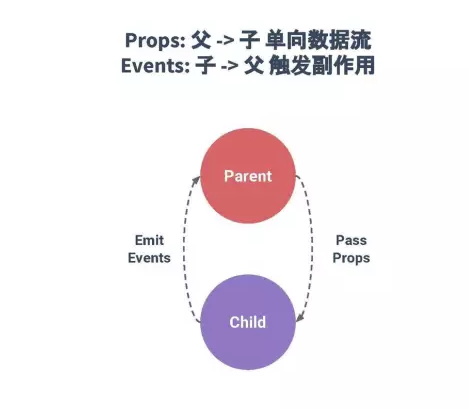 Props: 父 -> 子 单向数据流
Events: 子 -> 父 触发副作用
Parent
Emit
Events
Pass
Props
Child